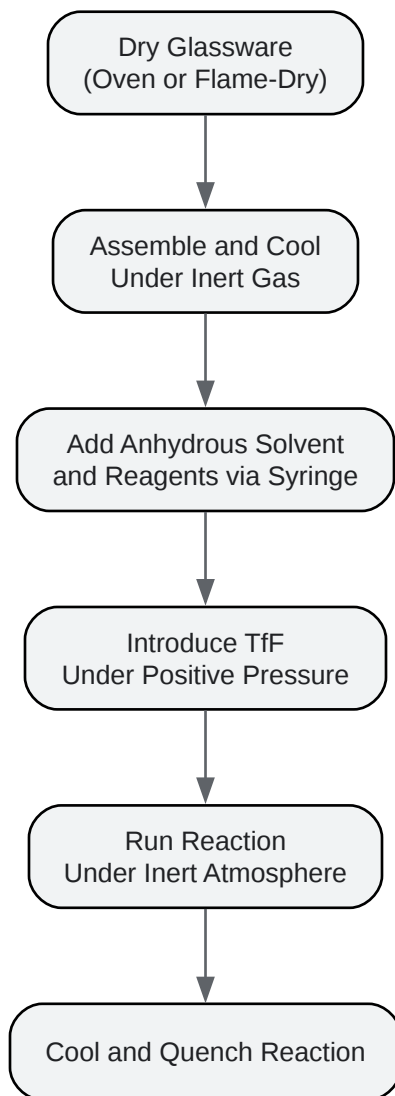 Dry Glassware
(Oven or Flame-Dry)
Assemble and Cool
Under Inert Gas
Add Anhydrous Solvent
and Reagents via Syringe
Introduce TfF
Under Positive Pressure
Run Reaction
Under Inert Atmosphere
Cool and Quench Reaction